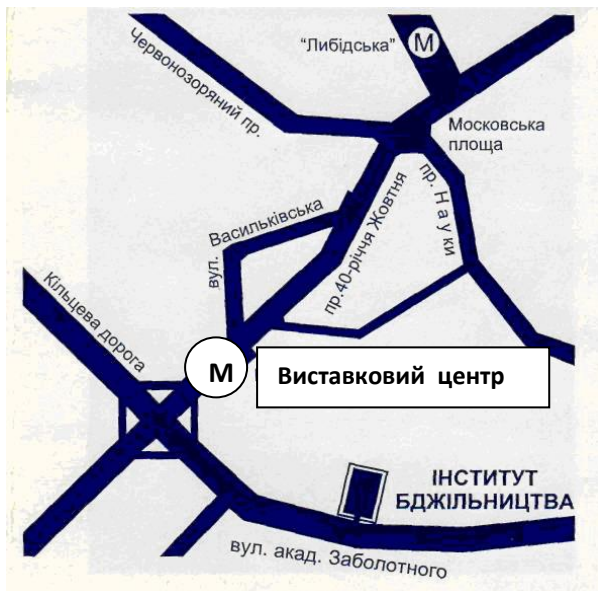 "Либідська"
М
Червонозоряний пр.
Московська
площа
пр. Науки
пр.40-річчя Жовтня
вул. Васильківська
Кільцева дорога
М
Виставковий центр
ІНСТИТУТ
БДЖІЛЬНИЦТВА
вул. акад. Заболотного